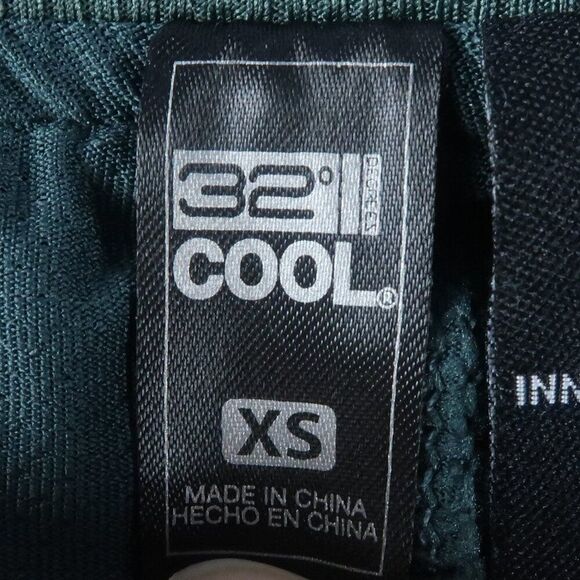 32°
DEGREES
COOL®
XS
MADE IN CHINA
HECHO EN CHINA
INN